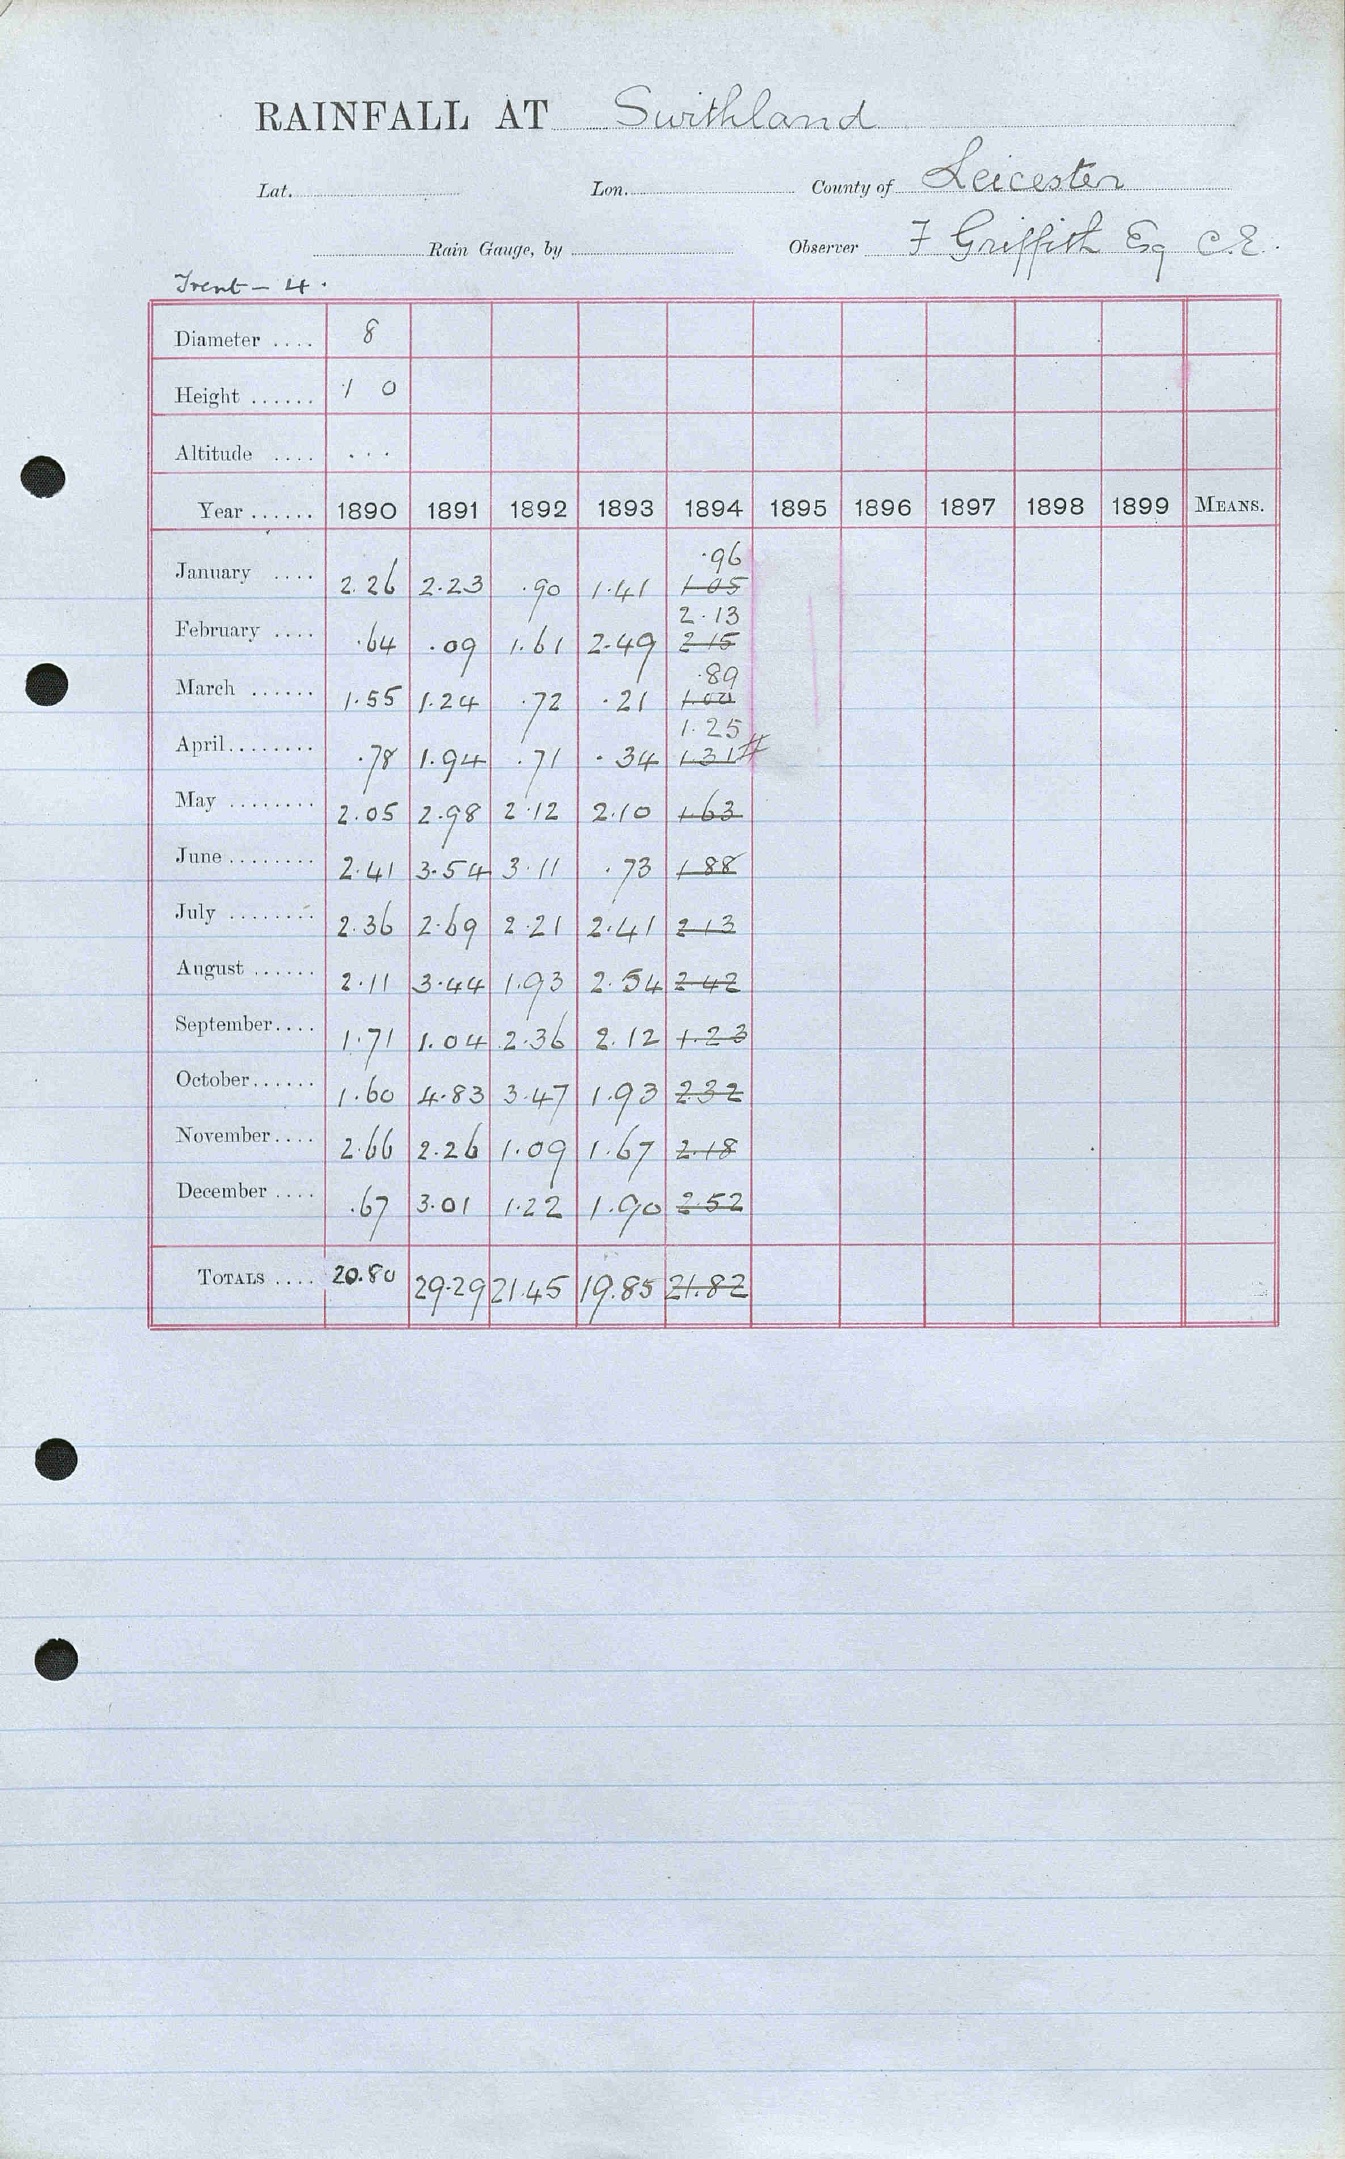 RAINFALL AT Swithland
Lat. Lon. County of Leicester
Rain Gauge, by Observer F Griffith Esq C.E.
Trent - 4.
Diameter .... 8
Height ...... 1 0
Altitude .... ...
Year ...... 1890 1891 1892 1893 1894 1895 1896 1897 1898 1899 MEANS.
.96
January .... 2.26 2.23 .90 1.41 1.05
2.13
February .... .64 .09 1.61 2.49 2.15
.89
March ...... 1.55 1.24 .72 .21 1.00
1.25
April........ .78 1.94 .71 .34 1.31#
May ........ 2.05 2.98 2.12 2.10 1.63
June ........ 2.41 3.54 3.11 .73 1.88
July ........ 2.36 2.69 2.21 2.41 2.13
August ...... 2.11 3.44 1.93 2.54 2.42
September.... 1.71 1.04 2.36 2.12 1.23
October...... 1.60 4.83 3.47 1.93 2.32
November.... 2.66 2.26 1.09 1.67 2.18
December .... .67 3.01 1.22 1.90 2.52
TOTALS .... 20.80 29.29 21.45 19.85 21.82